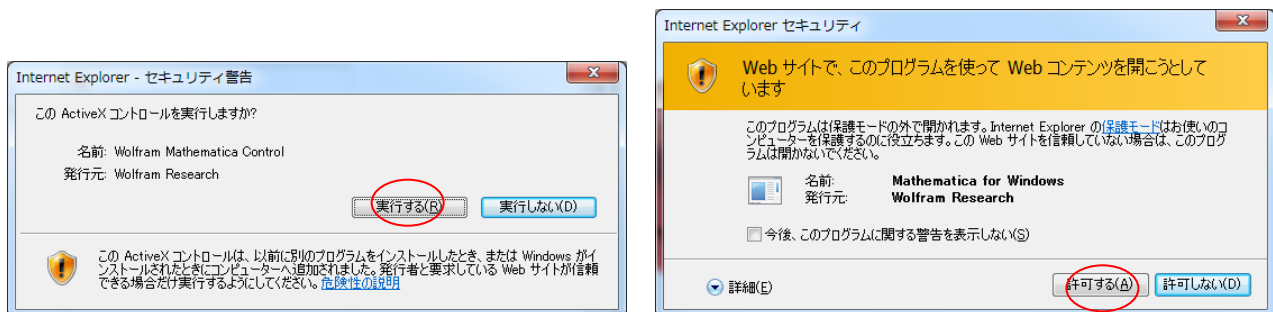 Internet Explorer - セキュリティ警告
この ActiveX コントロールを実行しますか?
名前: Wolfram Mathematica Control
発行元: Wolfram Research
実行する(R)
実行しない(D)
この ActiveX コントロールは、以前に別のプログラムをインストールしたとき、または Windows がイ
ンストールされたときにコンピューターへ追加されました。発行者と要求している Web サイトが信頼
できる場合だけ実行するようにしてください。危険性の説明
Internet Explorer セキュリティ
Web サイトで、このプログラムを使って Web コンテンツを開こうとして
います
このプログラムは保護モードの外で開かれます。Internet Explorer の保護モードはお使いのコ
ンピューターを保護するのに役立ちます。この Web サイトを信頼していない場合は、このプログ
ラムは開かないでください。
名前: Mathematica for Windows
発行元: Wolfram Research
今後、このプログラムに関する警告を表示しない(S)
詳細(E)
許可する(A)
許可しない(D)